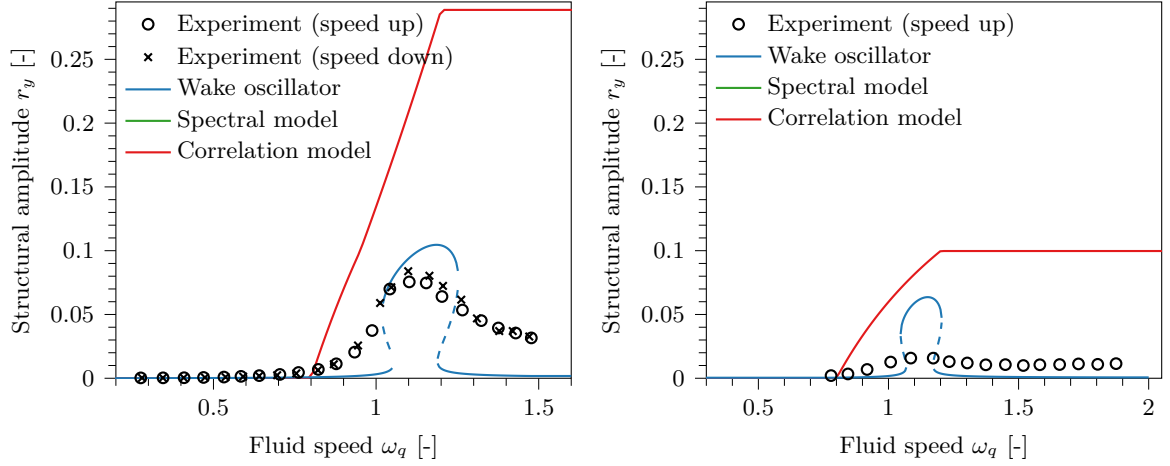 0
0.05
0.1
0.15
0.2
0.25
0.5
1
1.5
Structural amplitude r_y [-]
Fluid speed ω_q [-]
Experiment (speed up)
Experiment (speed down)
Wake oscillator
Spectral model
Correlation model
0
0.05
0.1
0.15
0.2
0.25
0.5
1
1.5
2
Structural amplitude r_y [-]
Fluid speed ω_q [-]
Experiment (speed up)
Wake oscillator
Spectral model
Correlation model